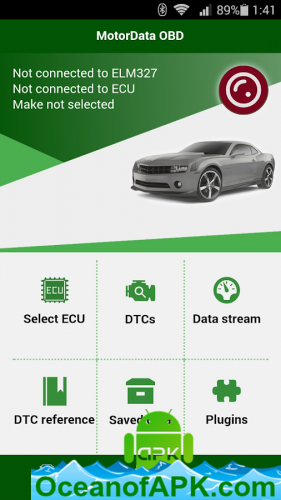 89% 1:41
MotorData OBD
Not connected to ELM327
Not connected to ECU
Make not selected
ECU
Select ECU
DTCs
Data stream
DTC reference
Saved
Plugins
apk
OceanofAPK.com